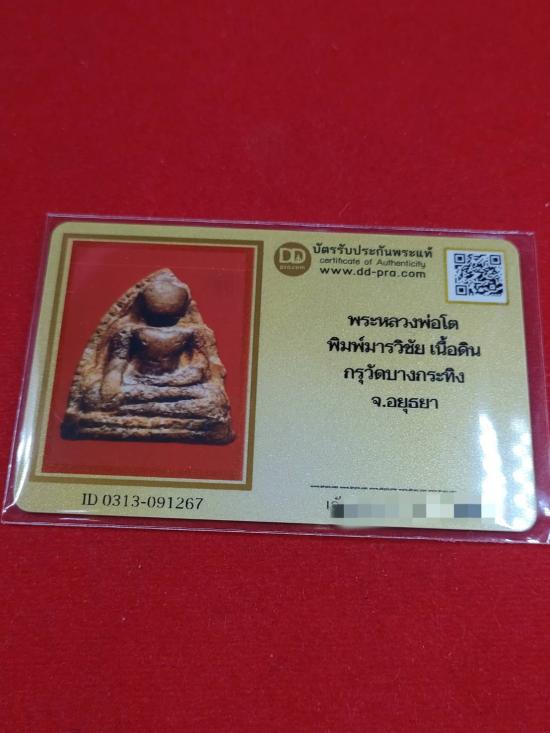 DD
pra.com
บัตรรับประกันพระแท้
certificate of Authenticity
www.dd-pra.com
พระหลวงพ่อโต
พิมพ์มารวิชัย เนื้อดิน
กรุวัดบางกระทิง
จ.อยุธยา
ID 0313-091267